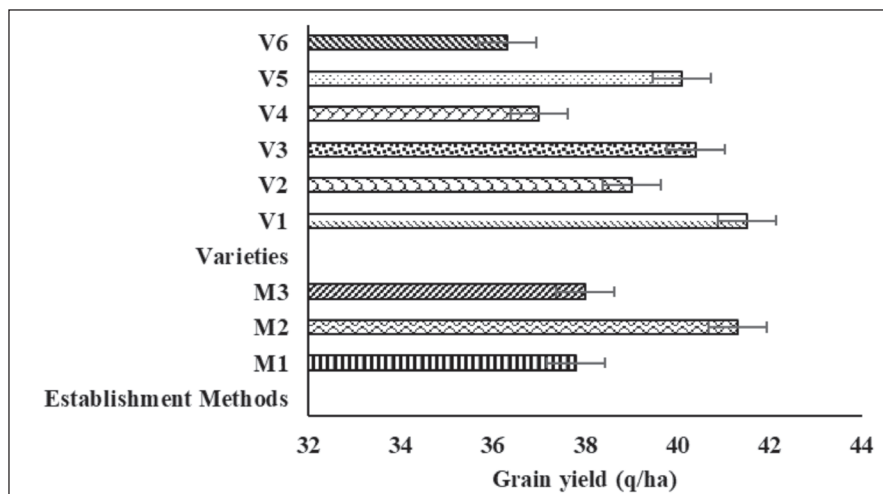 V6
V5
V4
V3
V2
V1
Varieties
M3
M2
M1
Establishment Methods
32 34 36 38 40 42 44
Grain yield (q/ha)